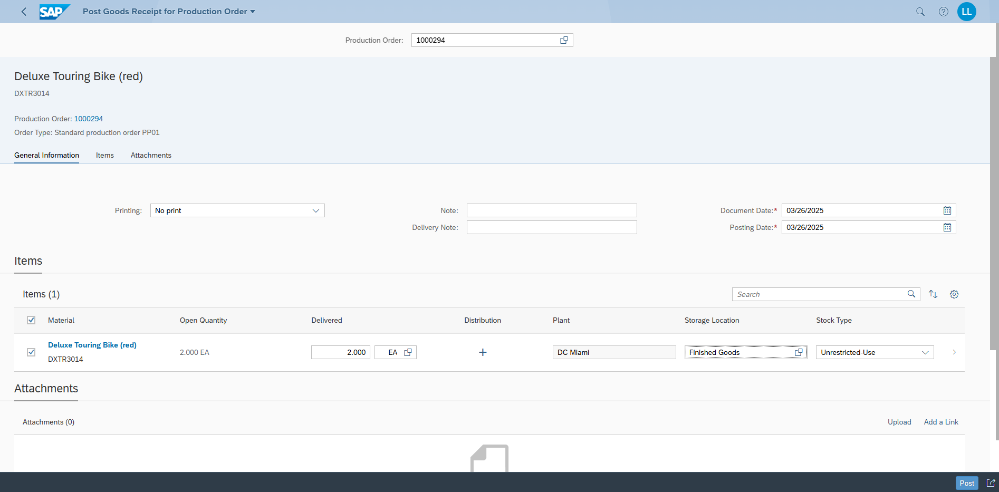 SAP Post Goods Receipt for Production Order LL
Production Order: 1000294
Deluxe Touring Bike (red)
DXTR3014
Production Order: 1000294
Order Type: Standard production order PP01
General Information Items Attachments
Printing: No print Note: Document Date:* 03/26/2025
Delivery Note: Posting Date:* 03/26/2025
Items
Items (1) Search
Material Open Quantity Delivered Distribution Plant Storage Location Stock Type
Deluxe Touring Bike (red)
2.000 EA 2.000 EA DC Miami Finished Goods Unrestricted-Use
DXTR3014
Attachments
Attachments (0) Upload Add a Link
Post